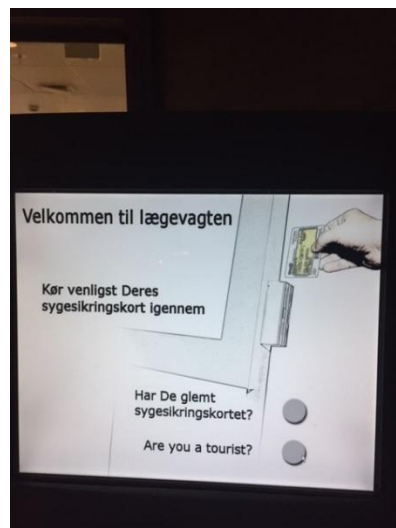 Velkommen til lægevagten
Kør venligst Deres
sygesikringskort igennem
Har De glemt
sygesikringskortet?
Are you a tourist?